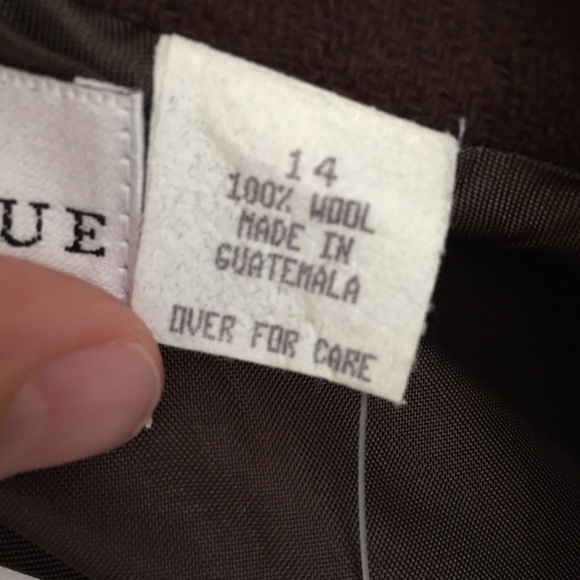 UE
14
100% WOOL
MADE IN
GUATEMALA
OVER FOR CARE